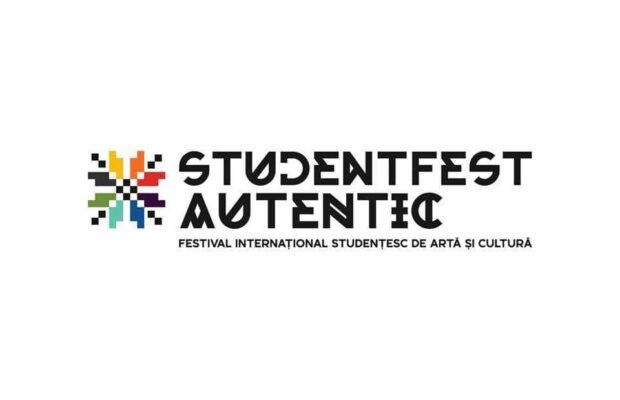 STUDENTFEST
AUTENTIC
FESTIVAL INTERNAȚIONAL STUDENȚESC DE ARTĂ ȘI CULTURĂ